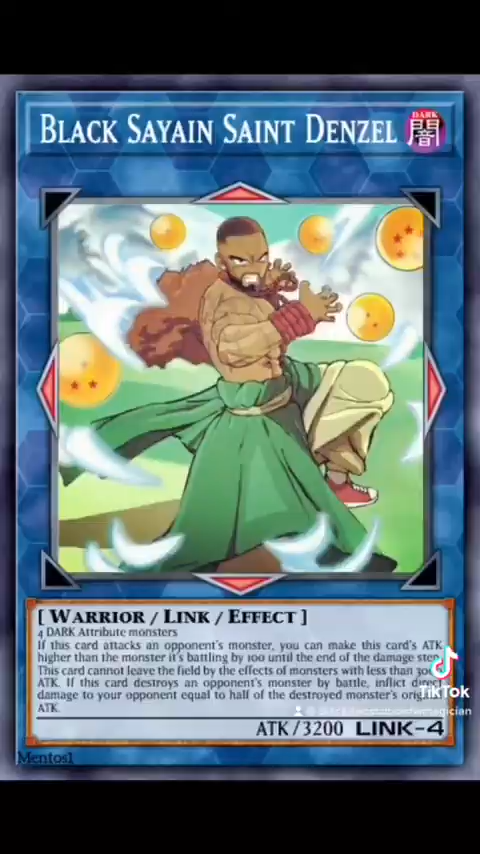 BLACK SAYAIN SAINT DENZEL
DARK
闇
[ WARRIOR / LINK / EFFECT ]
4 DARK Attribute monsters
If this card attacks an opponent's monster, you can make this card's ATK
higher than the monster it's battling by 100 until the end of the damage step.
This card cannot leave the field by the effects of monsters with less than
ATK. If this card destroys an opponent's monster by battle, inflict direct
damage to your opponent equal to half of the destroyed monster's original
ATK.
TikTok
ATK/3200 LINK-4
Mentos1